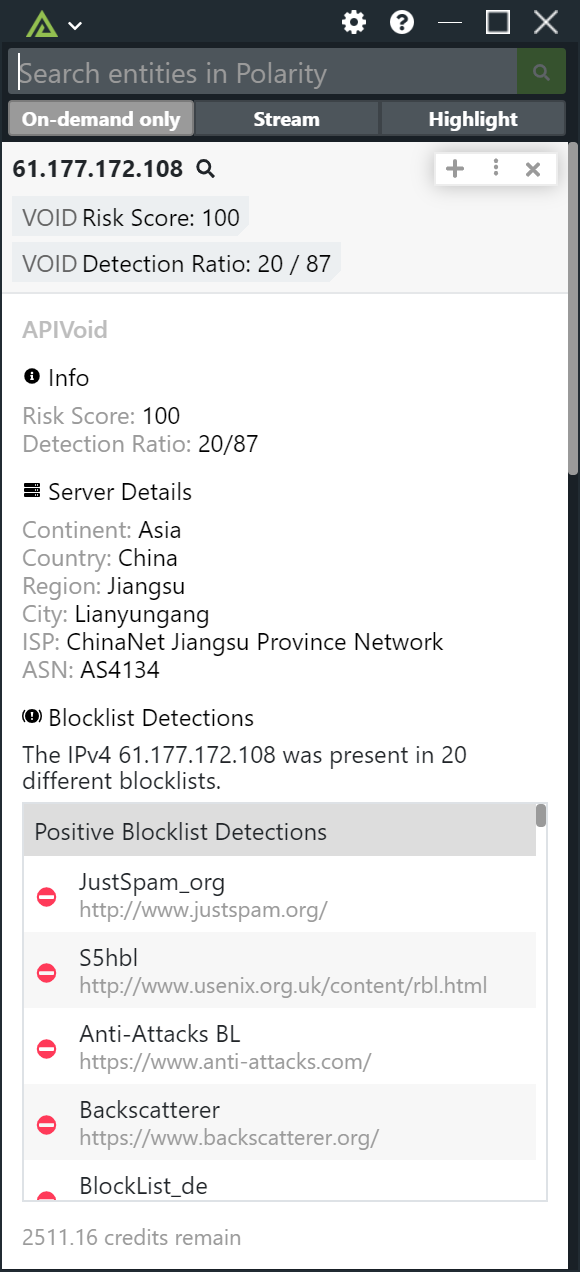 Search entities in Polarity
On-demand only
Stream
Highlight
61.177.172.108
VOID Risk Score: 100
VOID Detection Ratio: 20 / 87
APIVoid
Info
Risk Score: 100
Detection Ratio: 20/87
Server Details
Continent: Asia
Country: China
Region: Jiangsu
City: Lianyungang
ISP: ChinaNet Jiangsu Province Network
ASN: AS4134
Blocklist Detections
The IPv4 61.177.172.108 was present in 20
different blocklists.
Positive Blocklist Detections
JustSpam_org
http://www.justspam.org/
S5hbl
http://www.usenix.org.uk/content/rbl.html
Anti-Attacks BL
https://www.anti-attacks.com/
Backscatterer
https://www.backscatterer.org/
BlockList_de
2511.16 credits remain